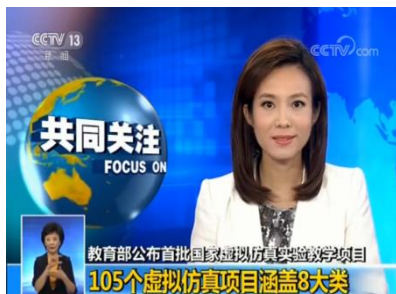 CCTV 13
新闻
CCTV.com
共同关注
FOCUS ON
教育部公布首批国家虚拟仿真实验教学项目
105个虚拟仿真项目涵盖8大类